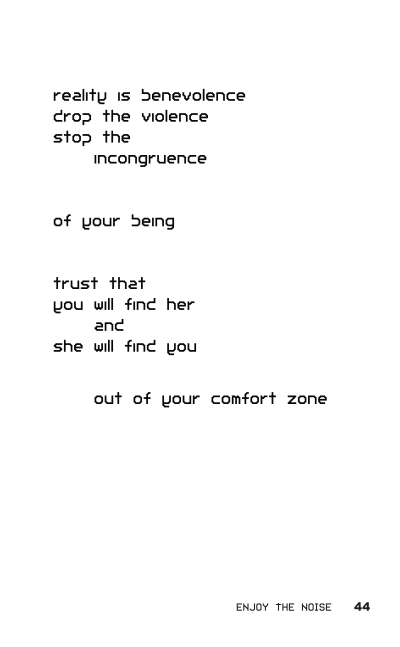 reality is benevolence
drop the violence
stop the
incongruence
of your being
trust that
you will find her
and
she will find you
out of your comfort zone
ENJOY THE NOISE 44